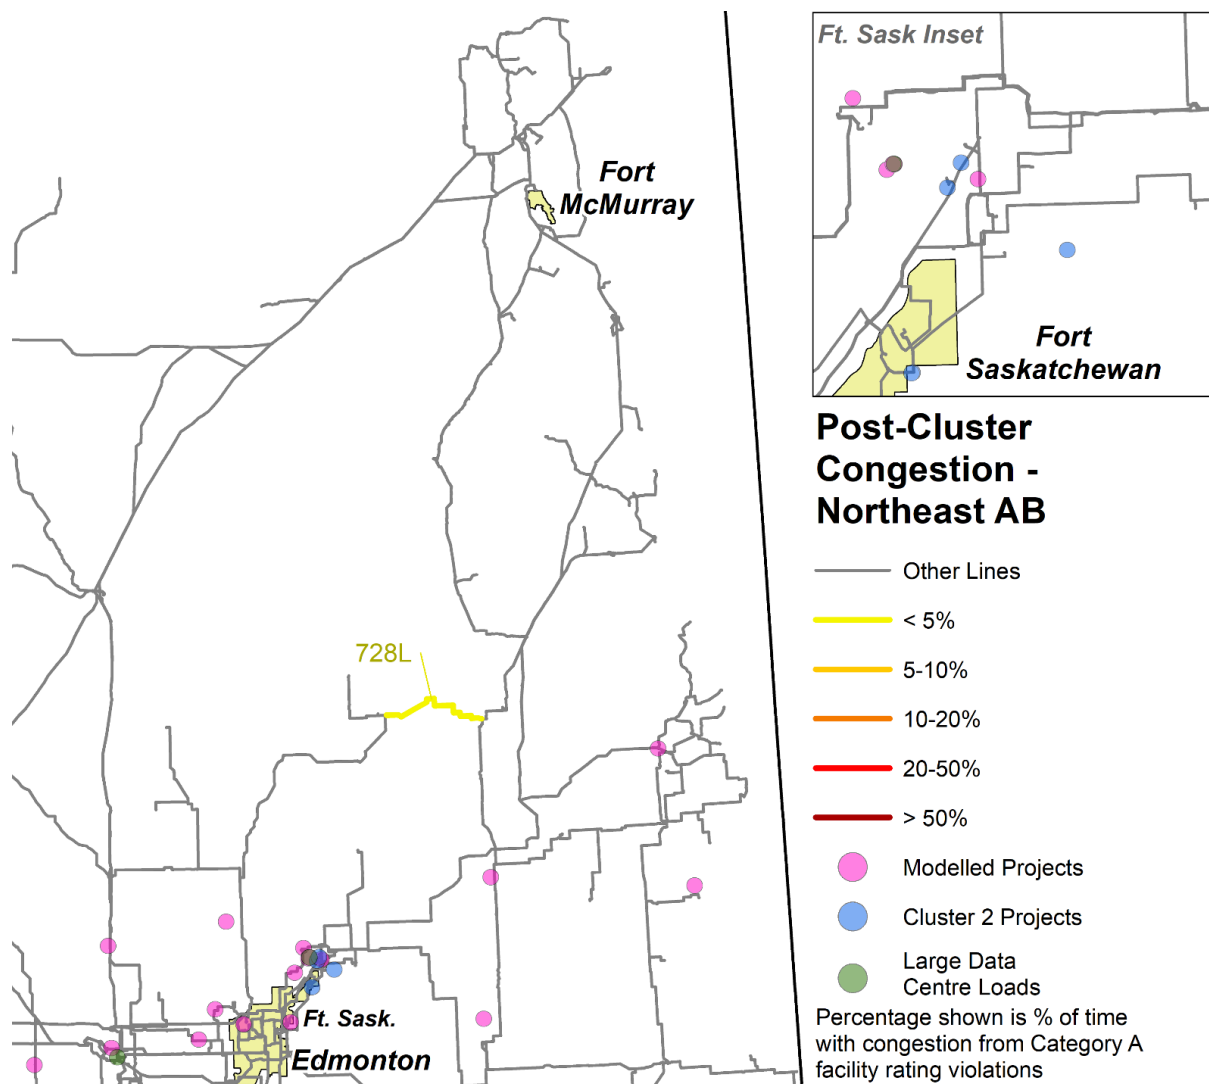 Ft. Sask Inset
Fort
McMurray
Fort
Saskatchewan
Post-Cluster
Congestion -
Northeast AB
Other Lines
< 5%
5-10%
10-20%
20-50%
> 50%
Modelled Projects
Cluster 2 Projects
Large Data
Centre Loads
Percentage shown is % of time
with congestion from Category A
facility rating violations
728L
Ft. Sask.
Edmonton